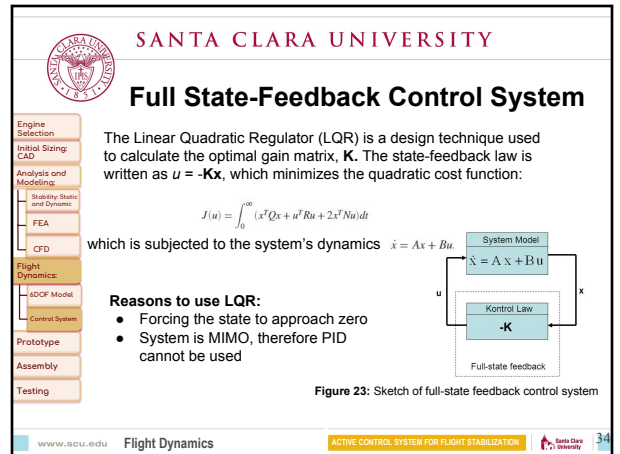 SANTA CLARA UNIVERSITY
SANTA CLARA UNIVERSITY
IHS
1851
Full State-Feedback Control System
Engine
Selection
Initial Sizing:
CAD
Analysis and
Modeling:
Stability: Static
and Dynamic
FEA
CFD
Flight
Dynamics:
6DOF Model
Control System
Prototype
Assembly
Testing
The Linear Quadratic Regulator (LQR) is a design technique used
to calculate the optimal gain matrix, K. The state-feedback law is
written as u = -Kx, which minimizes the quadratic cost function:
J(u) = ∫₀^∞ (xᵀQx + uᵀRu + 2xᵀNu)dt
which is subjected to the system's dynamics ẋ = Ax + Bu.
Reasons to use LQR:
● Forcing the state to approach zero
● System is MIMO, therefore PID
cannot be used
System Model
ẋ = A x + B u
u
x
Kontrol Law
-K
Full-state feedback
Figure 23: Sketch of full-state feedback control system
www.scu.edu
Flight Dynamics
ACTIVE CONTROL SYSTEM FOR FLIGHT STABILIZATION
Santa Clara
University
34